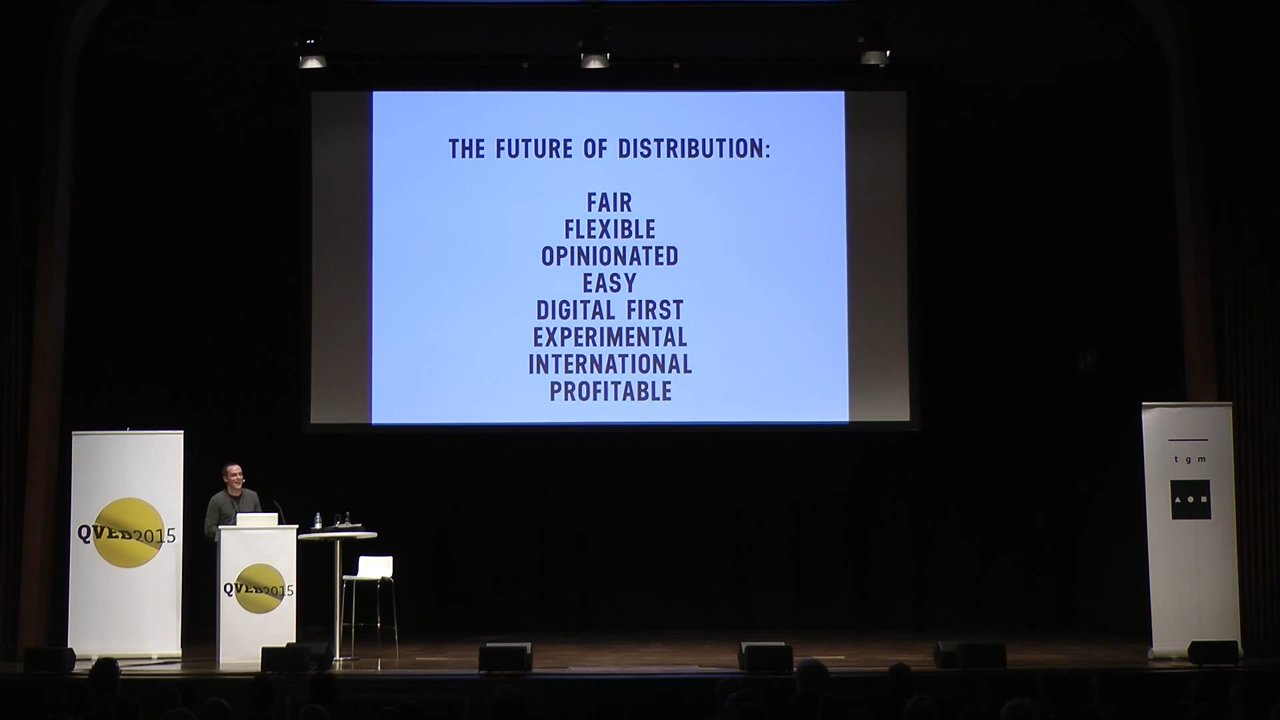 THE FUTURE OF DISTRIBUTION:
FAIR
FLEXIBLE
OPINIONATED
EASY
DIGITAL FIRST
EXPERIMENTAL
INTERNATIONAL
PROFITABLE
QVED2015
QVED2015
tgm